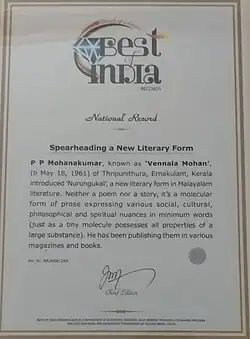 Best
of
INDIA
RECORDS
National Record
Spearheading a New Literary Form
P P Mohanakumar, known as 'Vennala Mohan',
(b May 18, 1961) of Thripunithura, Ernakulam, Kerala
introduced 'Nurungukal', a new literary form in Malayalam
literature. Neither a poem nor a story, it's a molecular
form of prose expressing various social, cultural,
philosophical and spiritual nuances in minimum words
(just as a tiny molecule possesses all properties of a
large substance). He has been publishing them in various
magazines and books.
Chief Editor